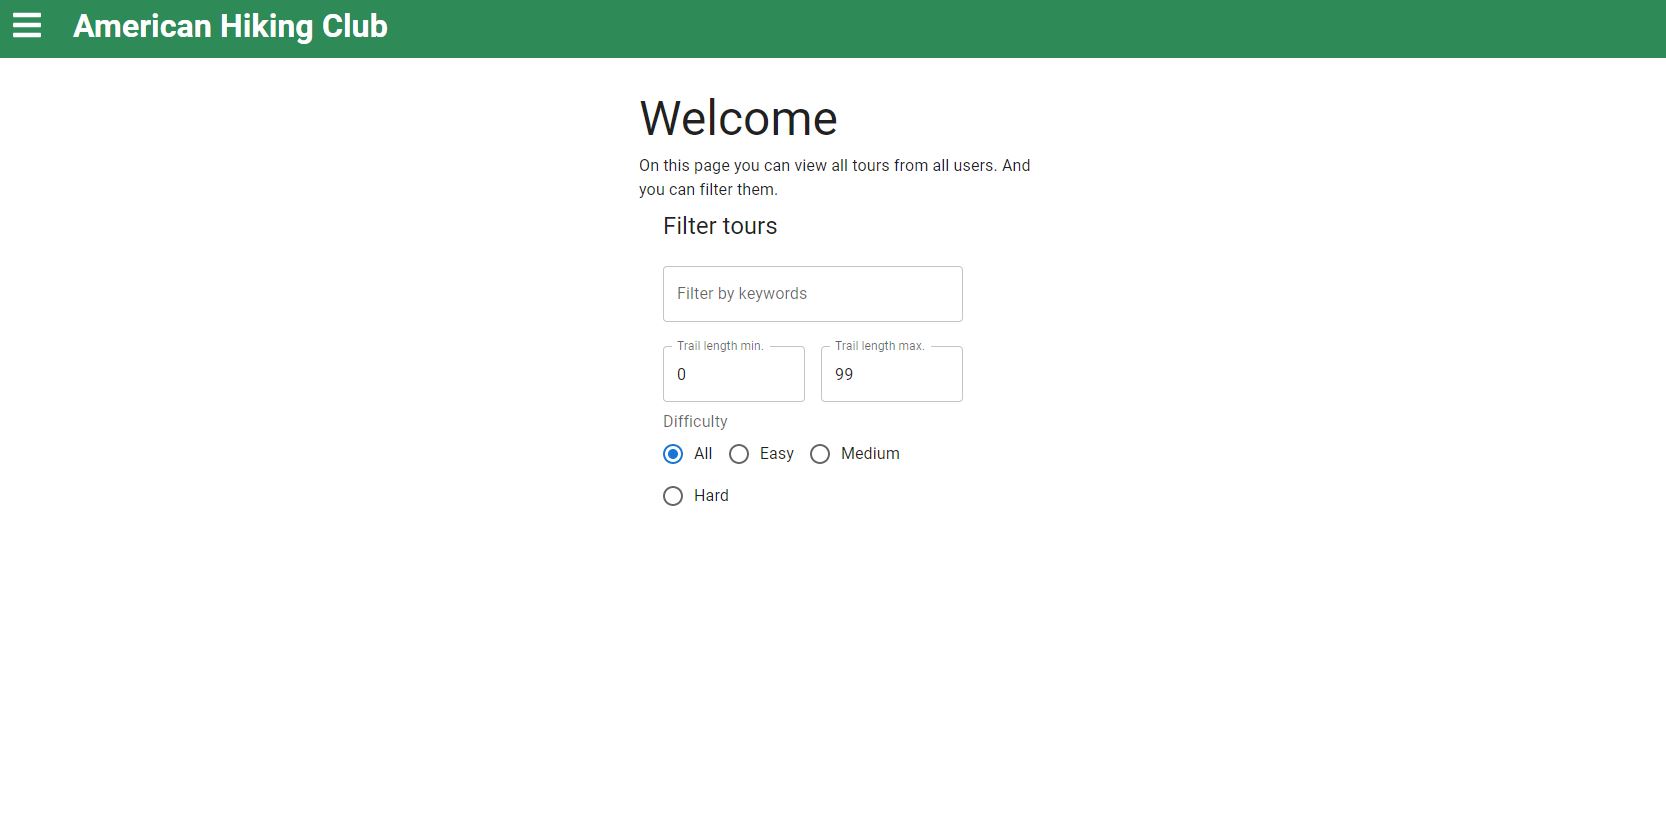 American Hiking Club
Welcome
On this page you can view all tours from all users. And
you can filter them.
Filter tours
Filter by keywords
Trail length min. Trail length max.
0 99
Difficulty
All Easy Medium
Hard